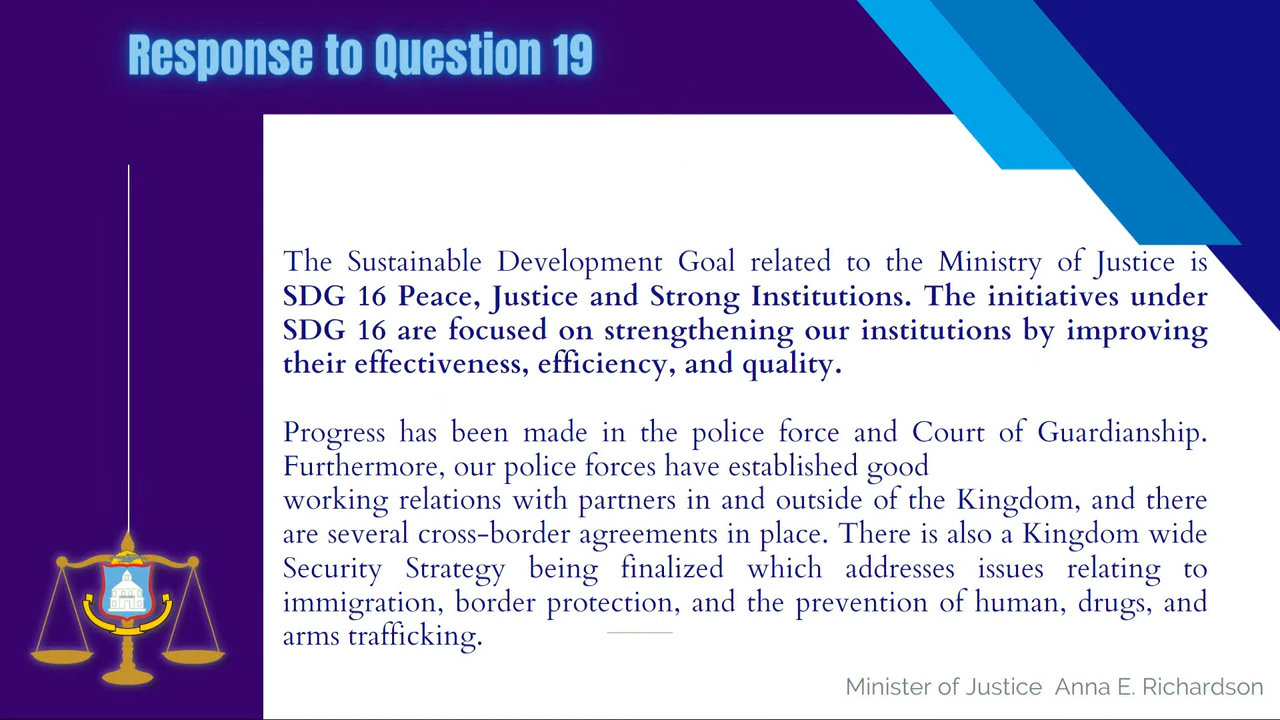 Response to Question 19
The Sustainable Development Goal related to the Ministry of Justice is
SDG 16 Peace, Justice and Strong Institutions. The initiatives under
SDG 16 are focused on strengthening our institutions by improving
their effectiveness, efficiency, and quality.
Progress has been made in the police force and Court of Guardianship.
Furthermore, our police forces have established good
working relations with partners in and outside of the Kingdom, and there
are several cross-border agreements in place. There is also a Kingdom wide
Security Strategy being finalized which addresses issues relating to
immigration, border protection, and the prevention of human, drugs, and
arms trafficking.
Minister of Justice Anna E. Richardson